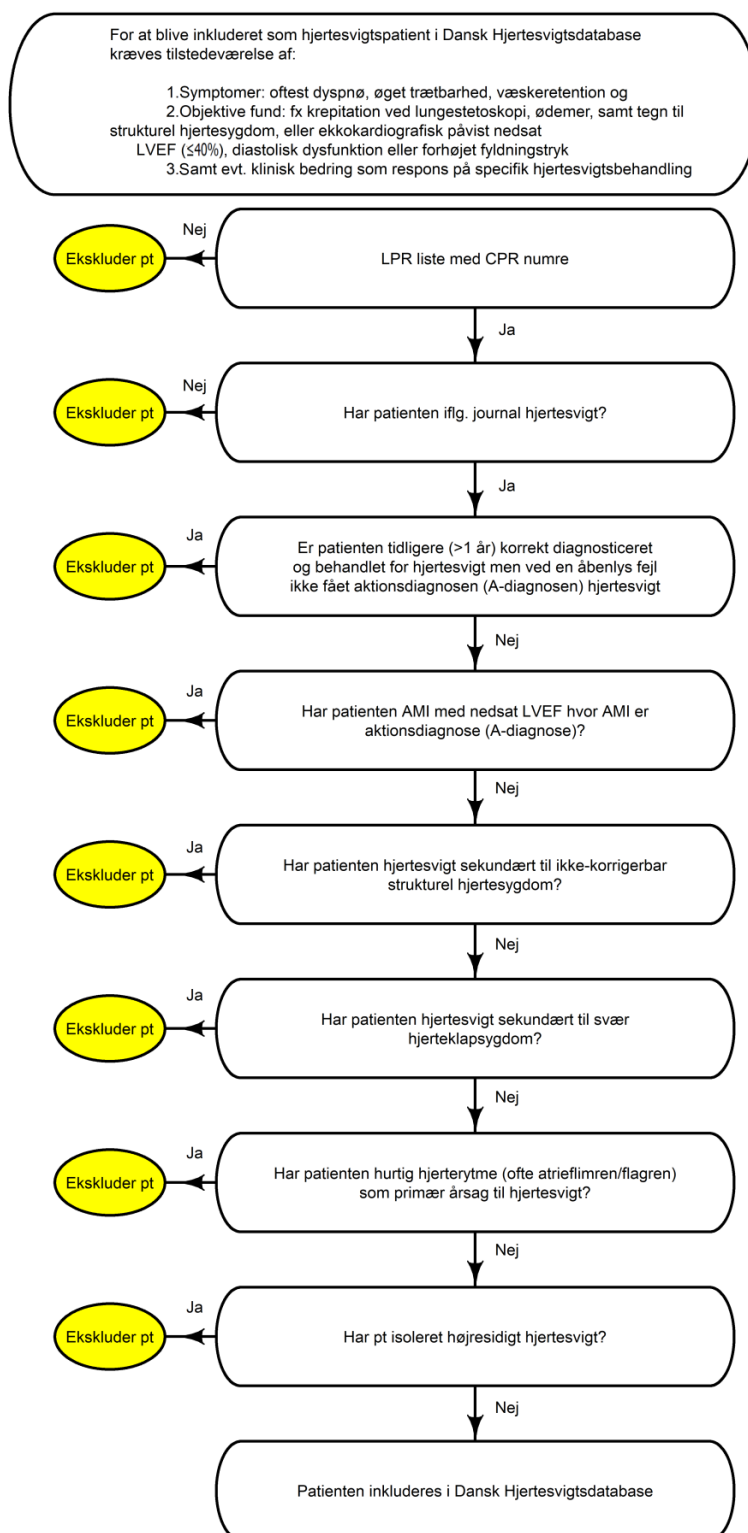 For at blive inkluderet som hjertesvigtspatient i Dansk Hjertesvigtsdatabase
kræves tilstedeværelse af:
1.Symptomer: oftest dyspnø, øget trætbarhed, væskeretention og
2.Objektive fund: fx krepitation ved lungestetoskopi, ødemer, samt tegn til
strukturel hjertesygdom, eller ekkokardiografisk påvist nedsat
LVEF (≤40%), diastolisk dysfunktion eller forhøjet fyldningstryk
3.Samt evt. klinisk bedring som respons på specifik hjertesvigtsbehandling
Nej
Ekskluder pt
LPR liste med CPR numre
Ja
Nej
Ekskluder pt
Har patienten iflg. journal hjertesvigt?
Ja
Ja
Ekskluder pt
Er patienten tidligere (>1 år) korrekt diagnosticeret
og behandlet for hjertesvigt men ved en åbenlys fejl
ikke fået aktionsdiagnosen (A-diagnosen) hjertesvigt
Nej
Ja
Ekskluder pt
Har patienten AMI med nedsat LVEF hvor AMI er
aktionsdiagnose (A-diagnose)?
Nej
Ja
Ekskluder pt
Har patienten hjertesvigt sekundært til ikke-korrigerbar
strukturel hjertesygdom?
Nej
Ja
Ekskluder pt
Har patienten hjertesvigt sekundært til svær
hjerteklapsygdom?
Nej
Ja
Ekskluder pt
Har patienten hurtig hjerterytme (ofte atrieflimren/flagren)
som primær årsag til hjertesvigt?
Nej
Ja
Ekskluder pt
Har pt isoleret højresidigt hjertesvigt?
Nej
Patienten inkluderes i Dansk Hjertesvigtsdatabase